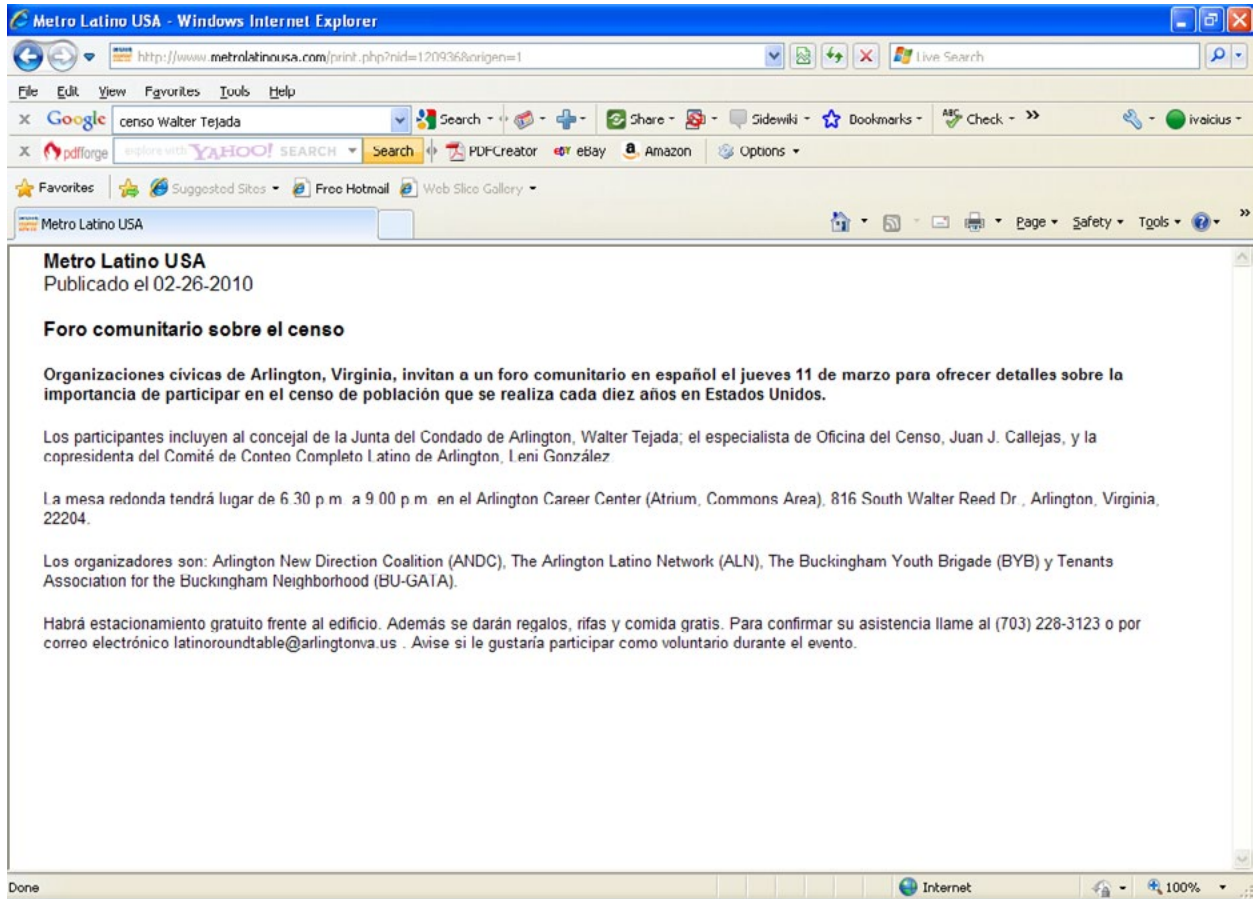 Metro Latino USA - Windows Internet Explorer
http://www.metrolatinousa.com/print.php?nid=120936&origen=1 Live Search
File Edit View Favorites Tools Help
X Google censo Walter Tejada Search Share Sidewiki Bookmarks ABC Check >> ivaicius
X pdfforge explore with YAHOO! SEARCH Search PDFCreator eBay Amazon Options
Favorites Suggested Sites Free Hotmail Web Slice Gallery
Metro Latino USA Page Safety Tools >>
Metro Latino USA
Publicado el 02-26-2010
Foro comunitario sobre el censo
Organizaciones cívicas de Arlington, Virginia, invitan a un foro comunitario en español el jueves 11 de marzo para ofrecer detalles sobre la
importancia de participar en el censo de población que se realiza cada diez años en Estados Unidos.
Los participantes incluyen al concejal de la Junta del Condado de Arlington, Walter Tejada; el especialista de Oficina del Censo, Juan J. Callejas, y la
copresidenta del Comité de Conteo Completo Latino de Arlington, Leni González.
La mesa redonda tendrá lugar de 6.30 p.m. a 9.00 p.m. en el Arlington Career Center (Atrium, Commons Area), 816 South Walter Reed Dr., Arlington, Virginia,
22204.
Los organizadores son: Arlington New Direction Coalition (ANDC), The Arlington Latino Network (ALN), The Buckingham Youth Brigade (BYB) y Tenants
Association for the Buckingham Neighborhood (BU-GATA).
Habrá estacionamiento gratuito frente al edificio. Además se darán regalos, rifas y comida gratis. Para confirmar su asistencia llame al (703) 228-3123 o por
correo electrónico latinoroundtable@arlingtonva.us . Avise si le gustaría participar como voluntario durante el evento.
Done Internet 100%